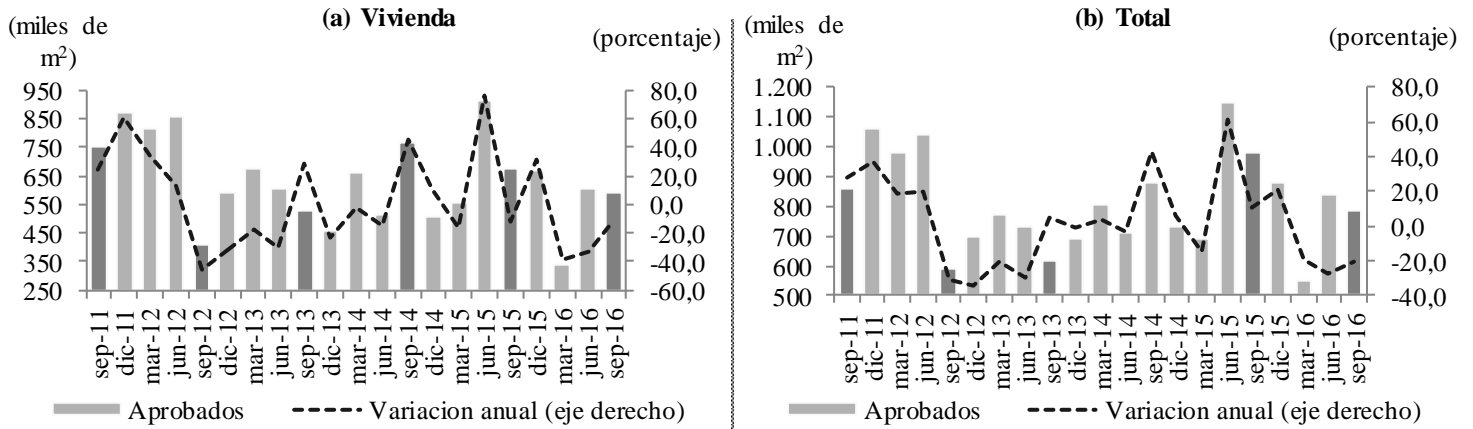 (a) Vivienda
(miles de m²)
(porcentaje)
950
850
750
650
550
450
350
250
80,0
60,0
40,0
20,0
0,0
-20,0
-40,0
-60,0
sep-11
dic-11
mar-12
jun-12
sep-12
dic-12
mar-13
jun-13
sep-13
dic-13
mar-14
jun-14
sep-14
dic-14
mar-15
jun-15
sep-15
dic-15
mar-16
jun-16
sep-16
Aprobados
Variacion anual (eje derecho)
(b) Total
(miles de m²)
(porcentaje)
1.200
1.100
1.000
900
800
700
600
500
80,0
60,0
40,0
20,0
0,0
-20,0
-40,0
sep-11
dic-11
mar-12
jun-12
sep-12
dic-12
mar-13
jun-13
sep-13
dic-13
mar-14
jun-14
sep-14
dic-14
mar-15
jun-15
sep-15
dic-15
mar-16
jun-16
sep-16
Aprobados
Variacion anual (eje derecho)